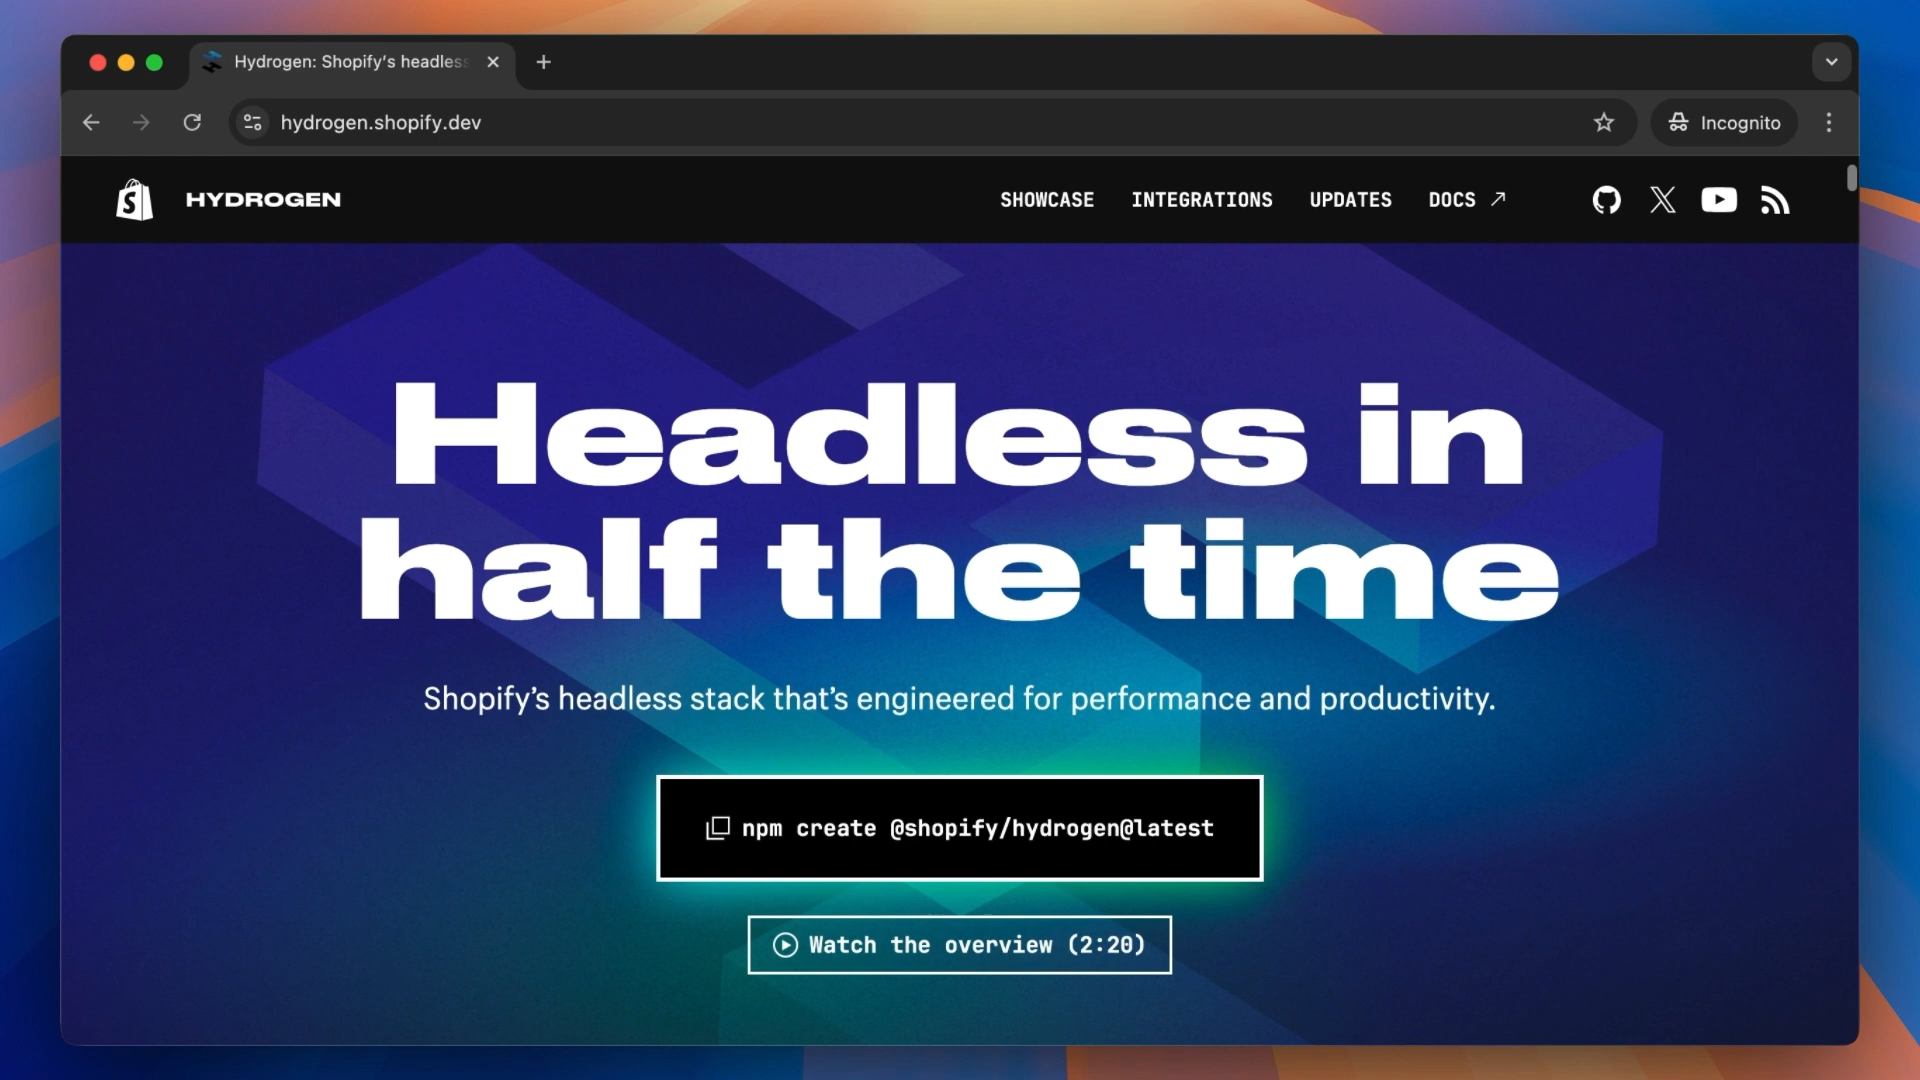 Hydrogen: Shopify's headless
hydrogen.shopify.dev
Incognito
HYDROGEN
SHOWCASE
INTEGRATIONS
UPDATES
DOCS
Headless in
half the time
Shopify’s headless stack that’s engineered for performance and productivity.
npm create @shopify/hydrogen@latest
Watch the overview (2:20)